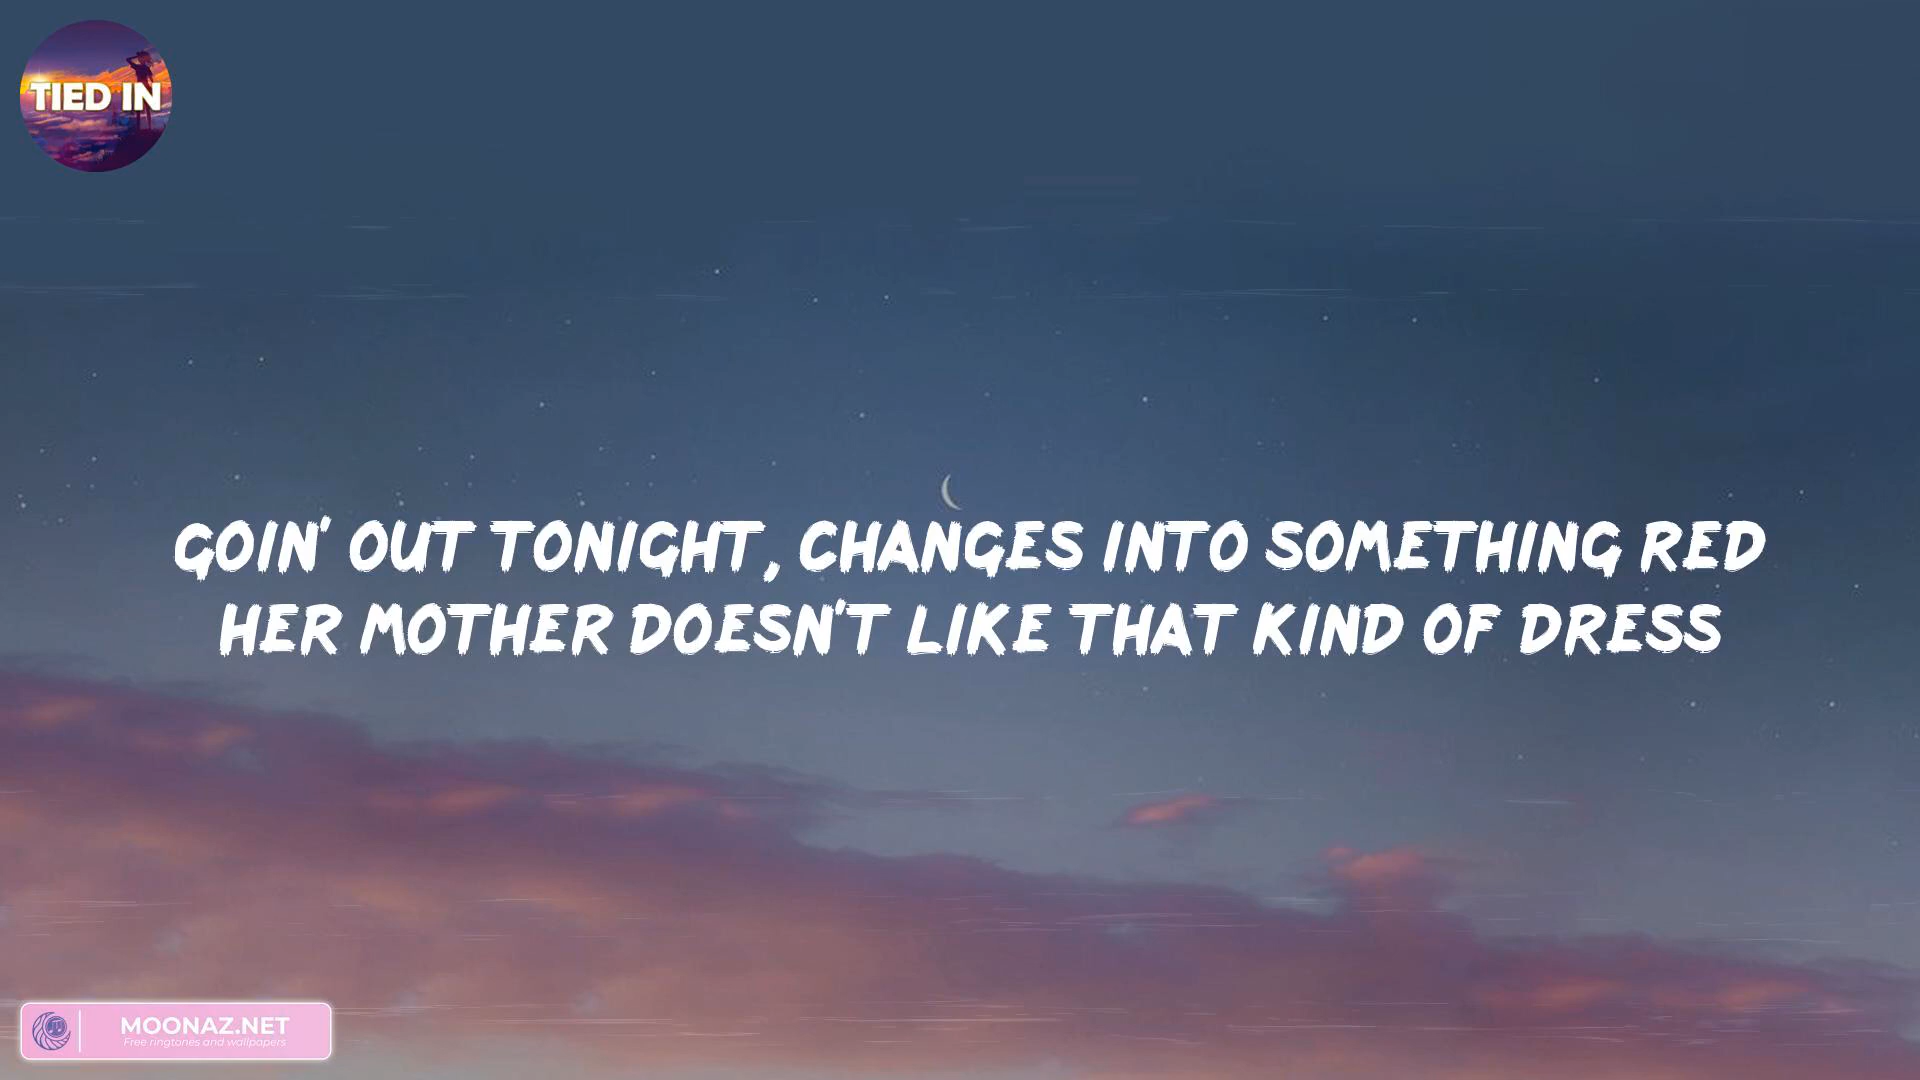 TIED IN
GOIN' OUT TONIGHT, CHANGES INTO SOMETHING RED
HER MOTHER DOESN'T LIKE THAT KIND OF DRESS
MOONAZ.NET
Free ringtones and wallpapers